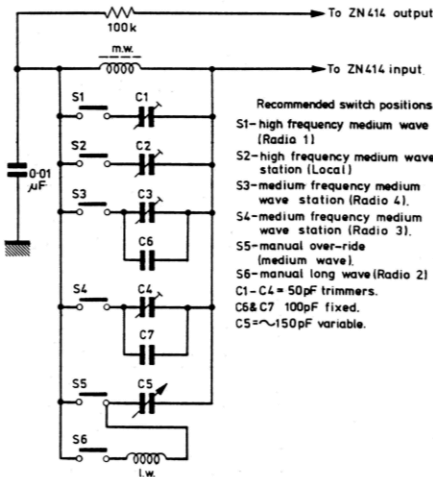 To ZN414 output
100k
m.w.
To ZN414 input
S1
C1
S2
C2
S3
C3
C6
S4
C4
C7
S5
C5
S6
l.w.
0·01
µF
Recommended switch positions
S1-high frequency medium wave
(Radio 1)
S2-high frequency medium wave
station (Local)
S3-medium frequency medium
wave station (Radio 4).
S4-medium frequency medium
wave station (Radio 3).
S5-manual over-ride
(medium wave).
S6-manual long wave (Radio 2)
C1-C4 = 50pF trimmers.
C6& C7 100pF fixed.
C5=~150pF variable.